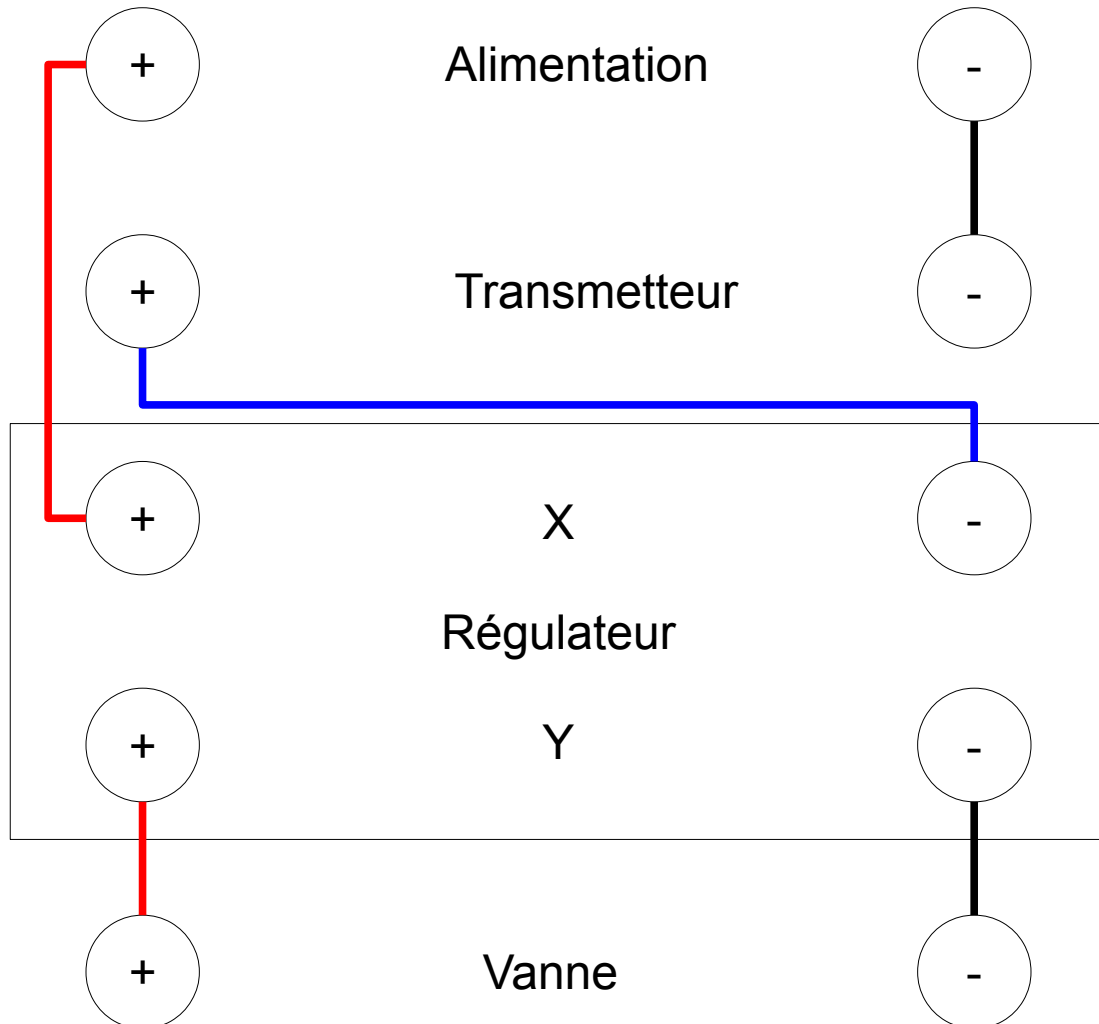 + Alimentation -
+ Transmetteur -
+ X -
Régulateur
+ Y -
+ Vanne -